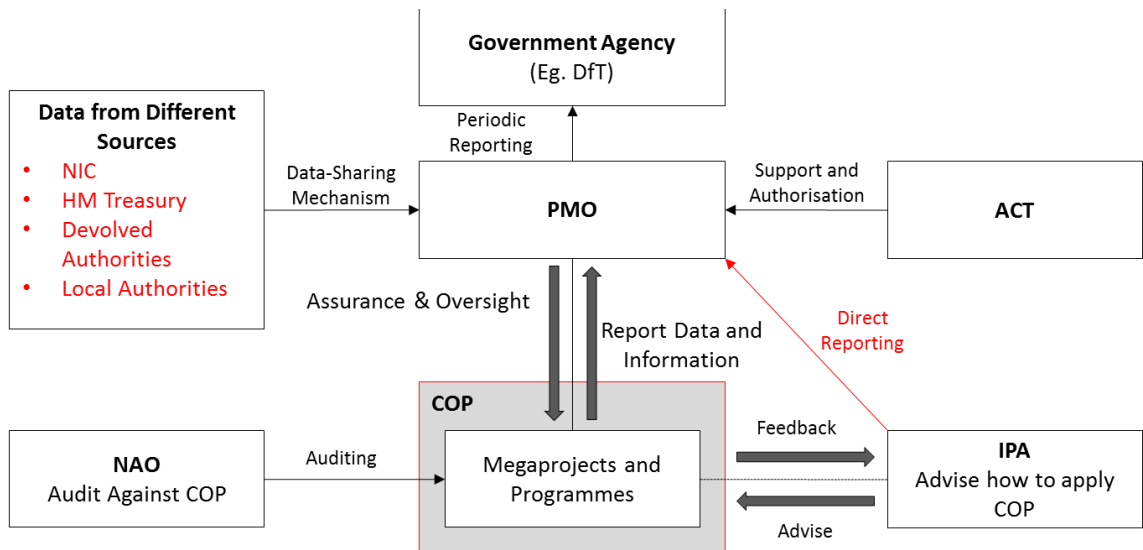 Government Agency
(Eg. DfT)
Data from Different
Sources
• NIC
• HM Treasury
• Devolved
Authorities
• Local Authorities
Periodic
Reporting
Data-Sharing
Mechanism
PMO
Support and
Authorisation
ACT
Assurance & Oversight
Report Data and
Information
Direct
Reporting
COP
NAO
Audit Against COP
Auditing
Megaprojects and
Programmes
Feedback
Advise
IPA
Advise how to apply
COP